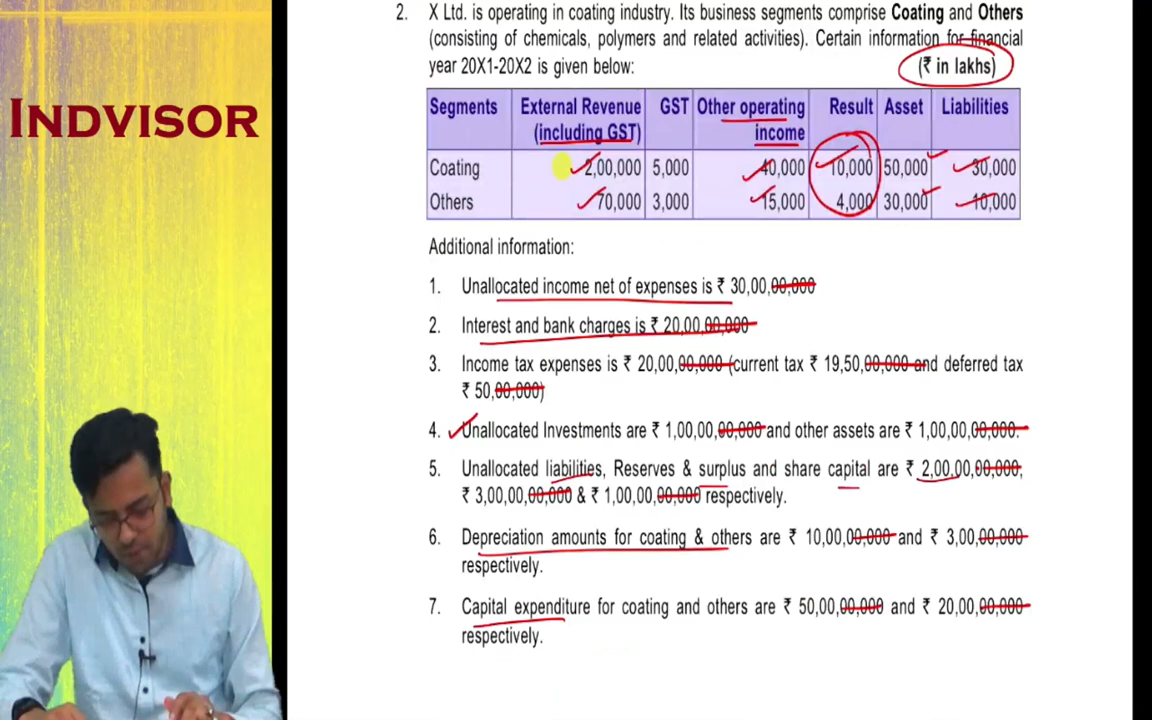 INDVISOR
2. X Ltd. is operating in coating industry. Its business segments comprise Coating and Others
(consisting of chemicals, polymers and related activities). Certain information for financial
year 20X1-20X2 is given below: (₹ in lakhs)
Segments External Revenue GST Other operating Result Asset Liabilities
(including GST) income
Coating 2,00,000 5,000 40,000 10,000 50,000 30,000
Others 70,000 3,000 15,000 4,000 30,000 10,000
Additional information:
1. Unallocated income net of expenses is ₹ 30,00,00,000
2. Interest and bank charges is ₹ 20,00,00,000
3. Income tax expenses is ₹ 20,00,00,000 (current tax ₹ 19,50,00,000 and deferred tax
₹ 50,00,000)
4. Unallocated Investments are ₹ 1,00,00,00,000 and other assets are ₹ 1,00,00,00,000.
5. Unallocated liabilities, Reserves & surplus and share capital are ₹ 2,00,00,00,000,
₹ 3,00,00,00,000 & ₹ 1,00,00,00,000 respectively.
6. Depreciation amounts for coating & others are ₹ 10,00,00,000 and ₹ 3,00,00,000
respectively.
7. Capital expenditure for coating and others are ₹ 50,00,00,000 and ₹ 20,00,00,000
respectively.